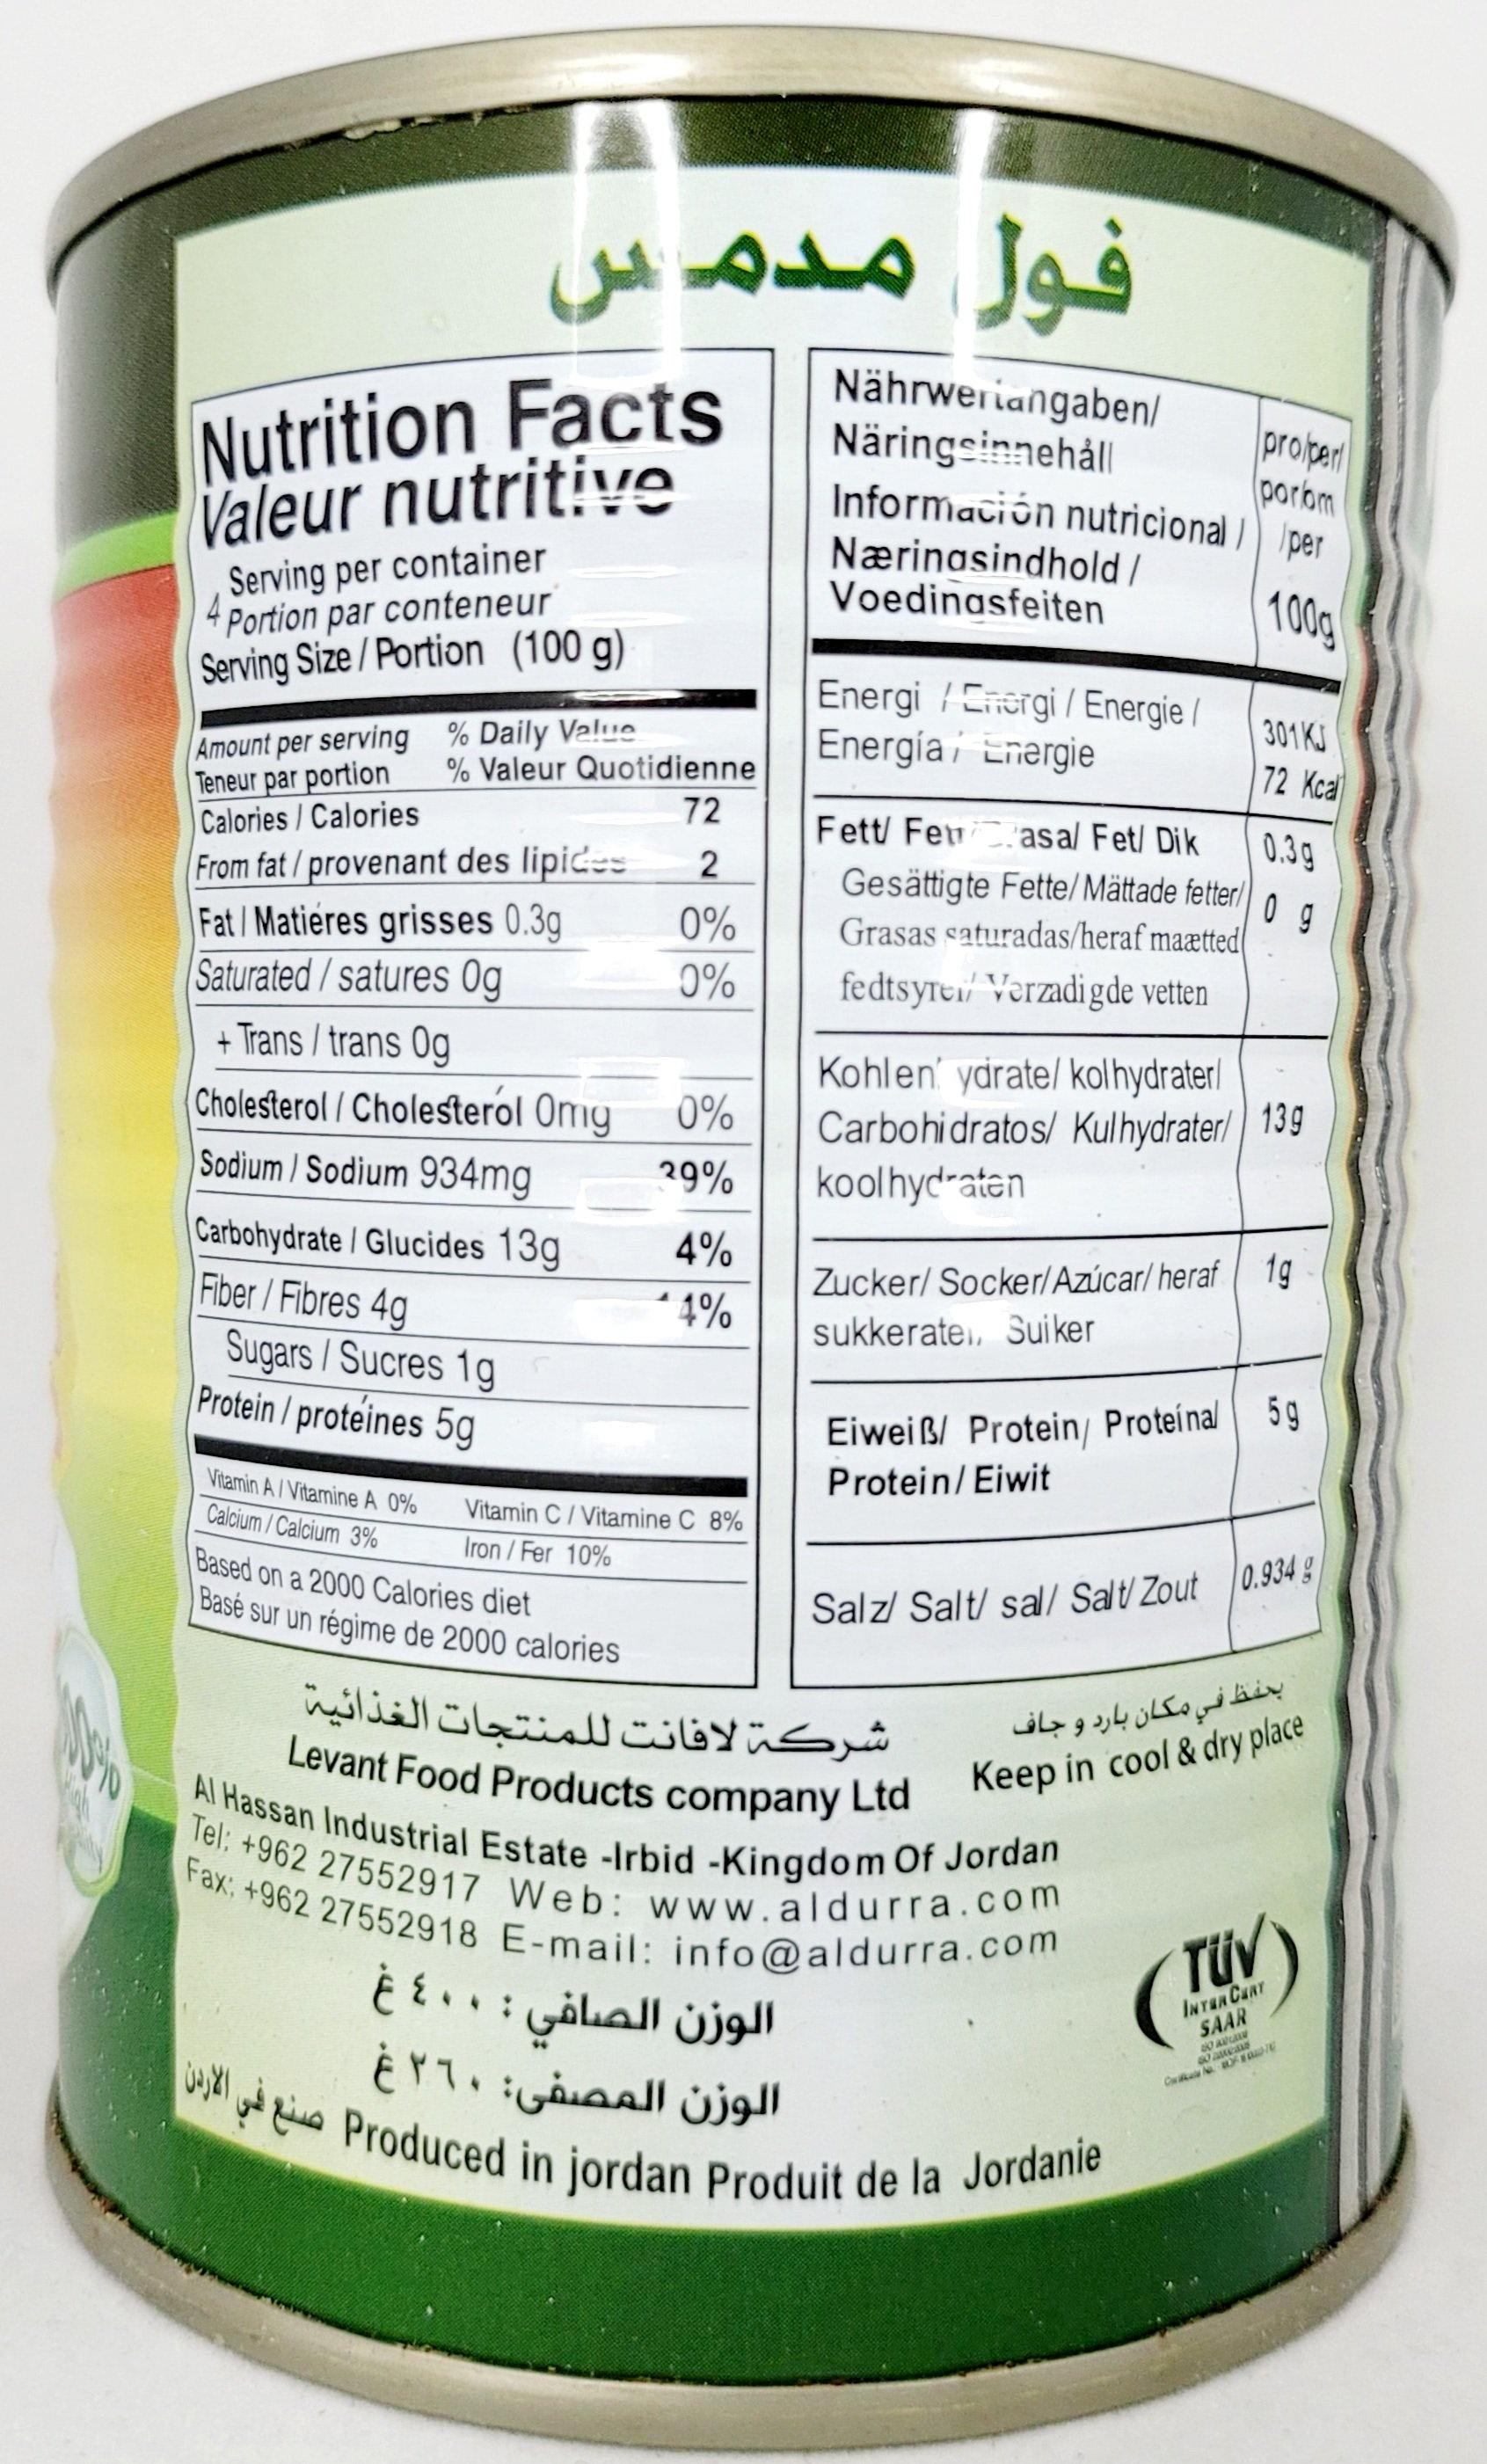 فول مدمس
Nutrition Facts
Valeur nutritive
Serving per container
4 Portion par conteneur
Serving Size / Portion (100 g)
Amount per serving % Daily Value
Teneur par portion % Valeur Quotidienne
Calories / Calories 72
From fat / provenant des lipides 2
Fat / Matiéres grisses 0.3g 0%
Saturated / satures 0g 0%
+ Trans / trans 0g
Cholesterol / Cholesteról 0mg 0%
Sodium / Sodium 934mg 39%
Carbohydrate / Glucides 13g 4%
Fiber / Fibres 4g 14%
Sugars / Sucres 1g
Protein / protéines 5g
Vitamin A / Vitamine A 0% Vitamin C / Vitamine C 8%
Calcium / Calcium 3% Iron / Fer 10%
Based on a 2000 Calories diet
Basé sur un régime de 2000 calories
Nährwertangaben/
Näringsinnehåll
Información nutricional /
Næringsindhold /
Voedingsfeiten
pro/per/
por/om
/per
100g
Energi / Energi / Energie / 301KJ
Energía / Energie 72 Kcal
Fett/ Fett/ Grasa/ Fet/ Dik 0.3g
Gesättigte Fette/ Mättade fetter/ 0 g
Grasas saturadas/heraf maætted
fedtsyrer/ Verzadigde vetten
Kohlenhydrate/ kolhydrater/
Carbohidratos/ Kulhydrater/ 13g
koolhydraten
Zucker/ Socker/ Azúcar/ heraf 1g
sukkerater, Suiker
Eiweiß/ Protein/ Proteína/ 5g
Protein/ Eiwit
Salz/ Salt/ sal/ Salt/ Zout 0.934 g
شركة لافانت للمنتجات الغذائية
Levant Food Products company Ltd
يحفظ في مكان بارد و جاف
Keep in cool & dry place
Al Hassan Industrial Estate -Irbid -Kingdom Of Jordan
Tel: +962 27552917 Web: www.aldurra.com
Fax: +962 27552918 E-mail: info@aldurra.com
الوزن الصافي : ٤٠٠ غ
الوزن المصفى: ٢٦٠ غ
صنع في الاردن Produced in jordan Produit de la Jordanie
TÜV
INTERCERT
SAAR
100%
High